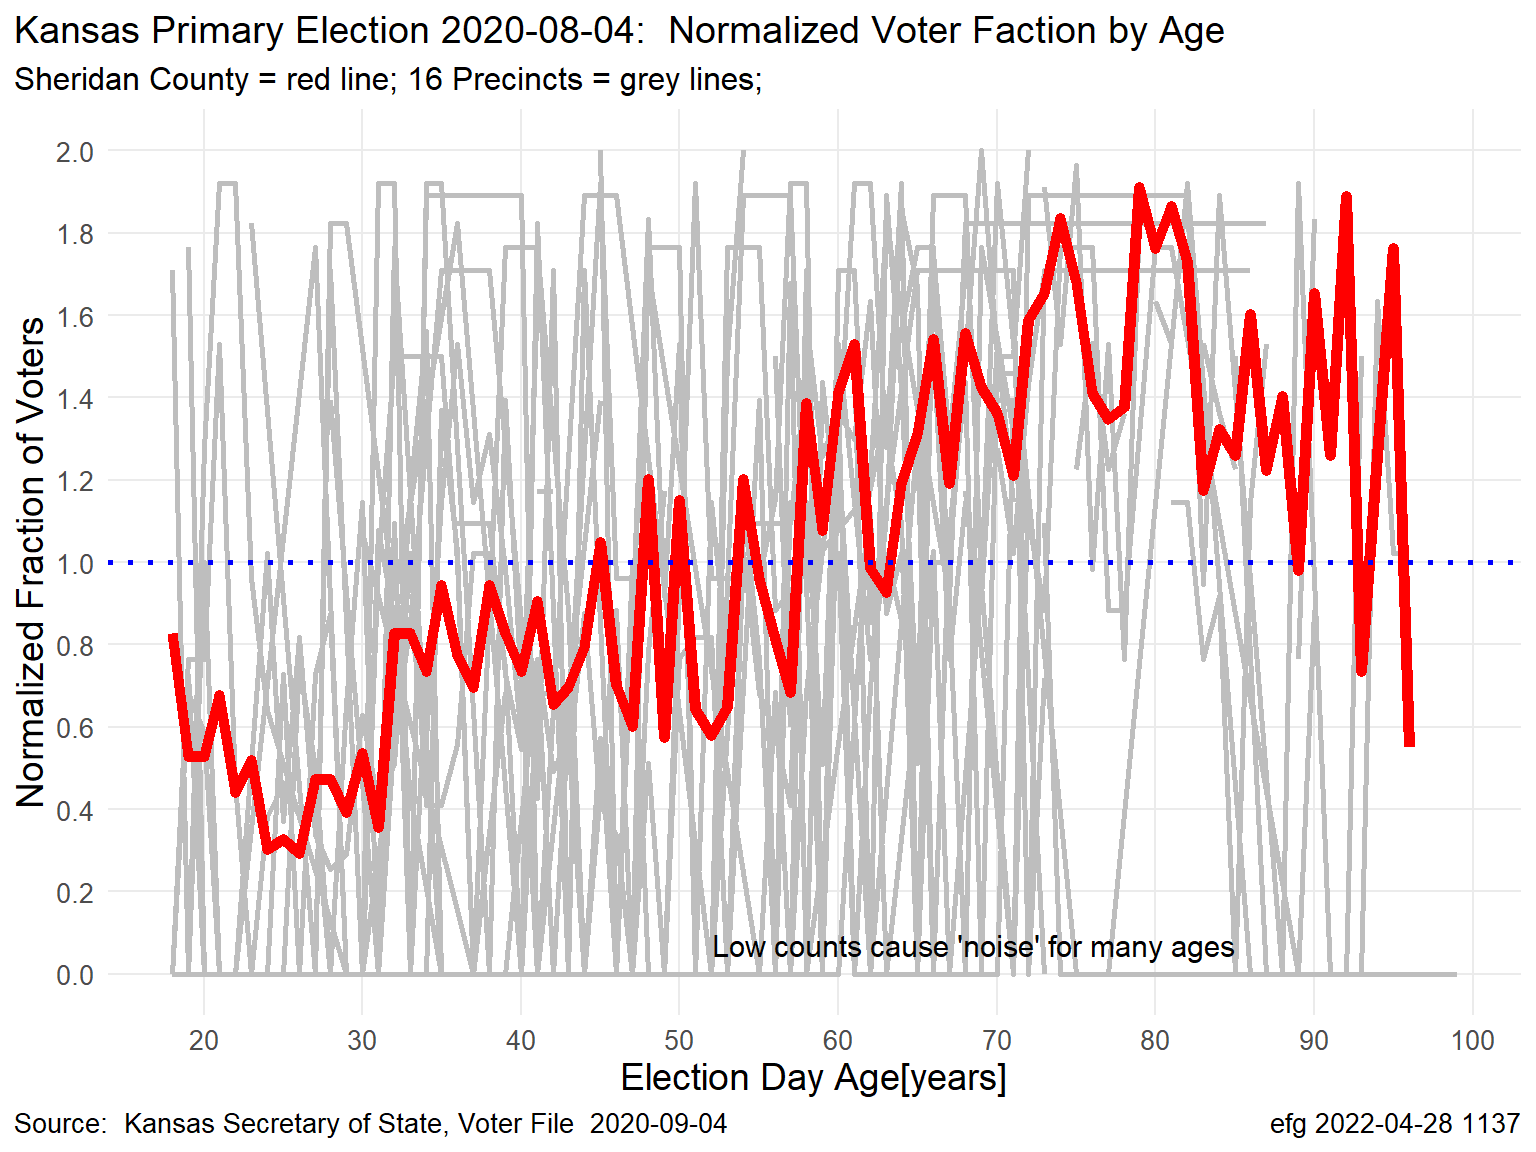 Kansas Primary Election 2020-08-04:  Normalized Voter Faction by Age
Sheridan County = red line; 16 Precincts = grey lines;
Normalized Fraction of Voters
2.0
1.8
1.6
1.4
1.2
1.0
0.8
0.6
0.4
0.2
0.0
Low counts cause 'noise' for many ages
20 30 40 50 60 70 80 90 100
Election Day Age[years]
Source:  Kansas Secretary of State, Voter File  2020-09-04
efg 2022-04-28 1137